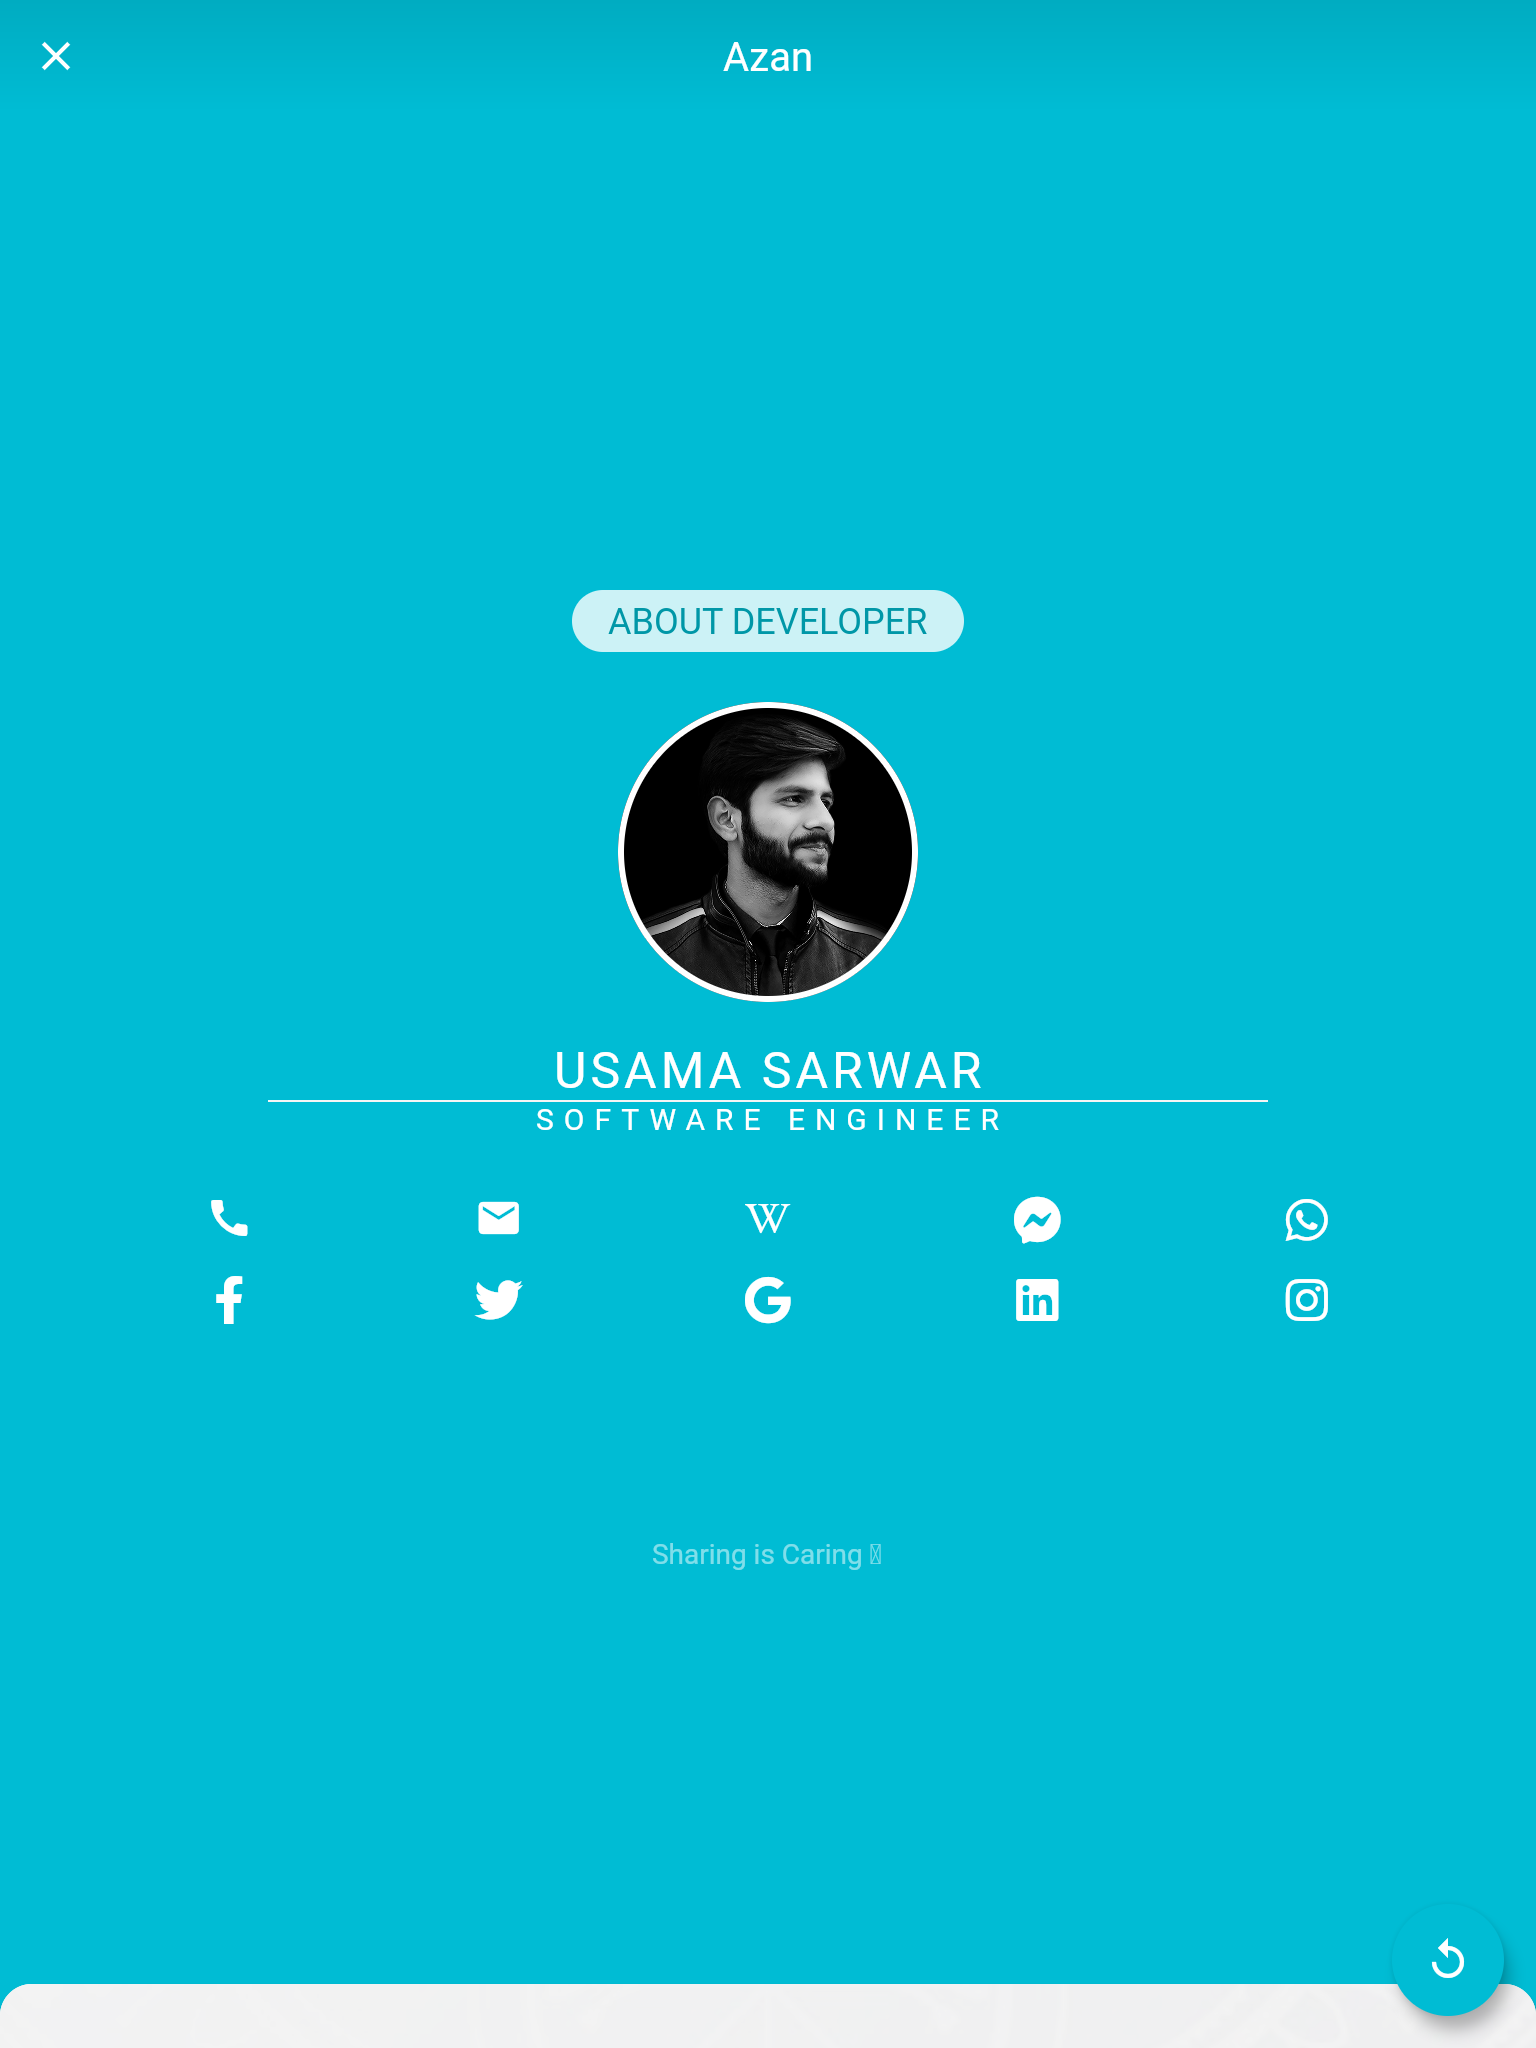 Azan
ABOUT DEVELOPER
USAMA SARWAR
SOFTWARE ENGINEER
Sharing is Caring